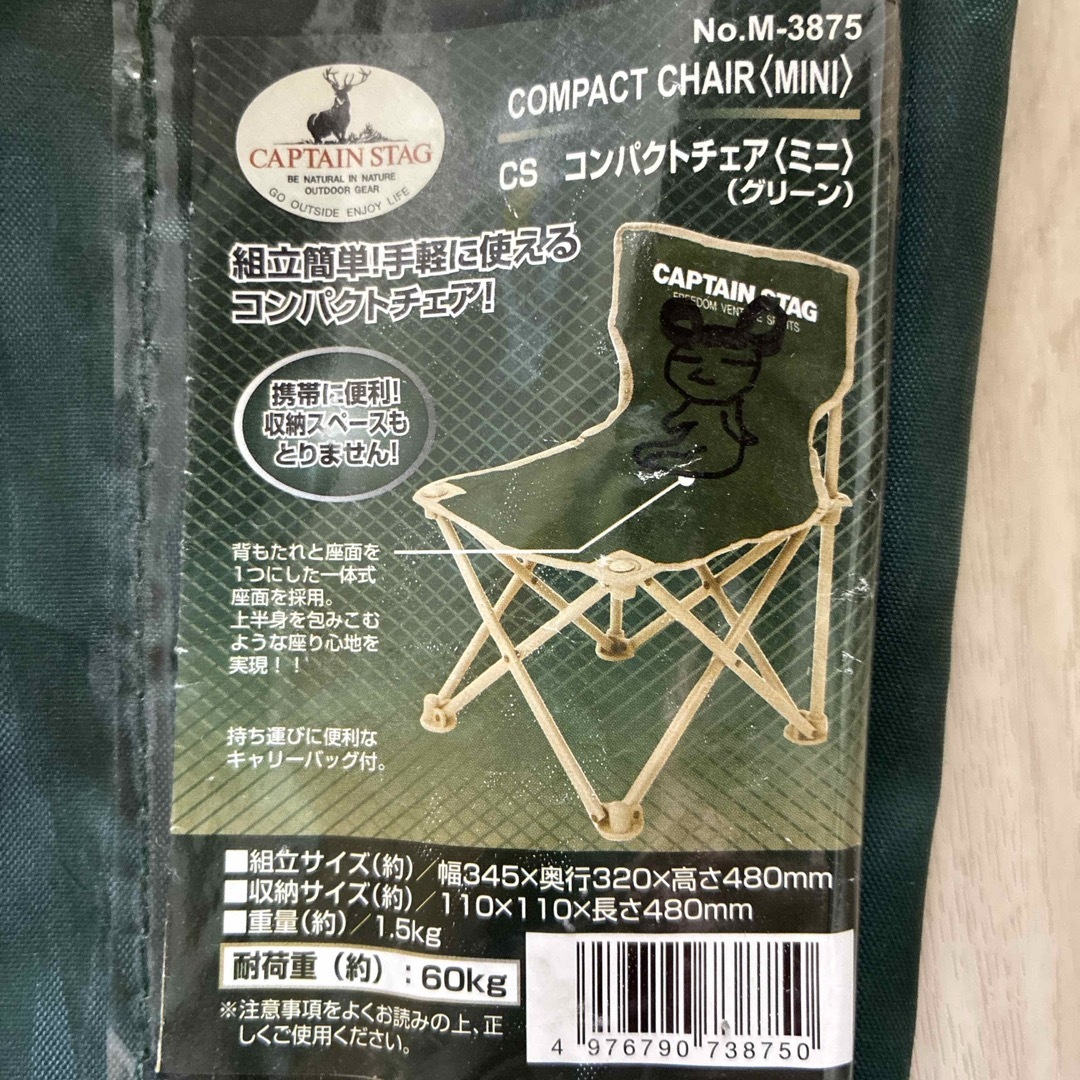 No.M-3875
COMPACT CHAIR〈MINI〉
CS コンパクトチェア〈ミニ〉
（グリーン）
CAPTAIN STAG
BE NATURAL IN NATURE
OUTDOOR GEAR
GO OUTSIDE ENJOY LIFE
組立簡単!手軽に使える
コンパクトチェア!
CAPTAIN STAG
携帯に便利!
収納スペースも
とりません!
背もたれと座面を
1つにした一体式
座面を採用。
上半身を包みこむ
ような座り心地を
実現！！
持ち運びに便利な
キャリーバッグ付。
■組立サイズ(約)／幅345×奥行320×高さ480mm
■収納サイズ(約)／110×110×長さ480mm
■重量(約)／1.5kg
耐荷重（約）：60kg
※注意事項をよくお読みの上、正
しくご使用ください。
4 976790 738750